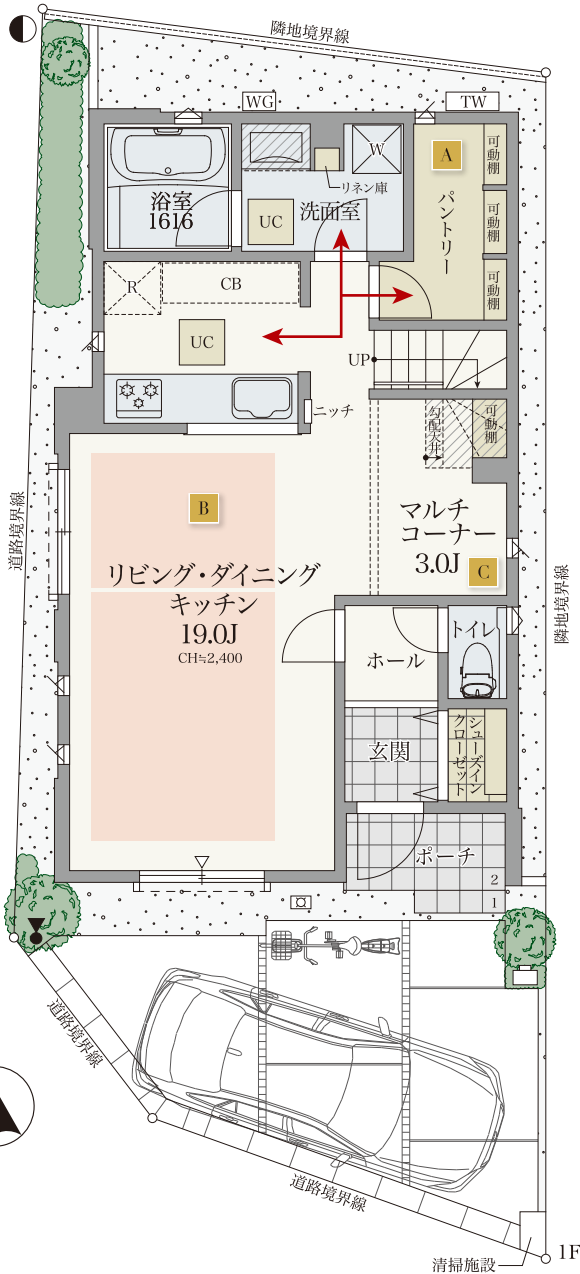 隣地境界線
WG
TW
浴室
1616
W
A
リネン庫
洗面室
UC
パントリー
可動棚
可動棚
可動棚
R
CB
UC
UP
ニッチ
勾配天井
可動棚
道路境界線
B
マルチ
コーナー
3.0J
C
リビング・ダイニング
キッチン
19.0J
CH≒2,400
隣地境界線
トイレ
ホール
玄関
シューズイン
クローゼット
ポーチ
2
1
道路境界線
道路境界線
清掃施設
1F